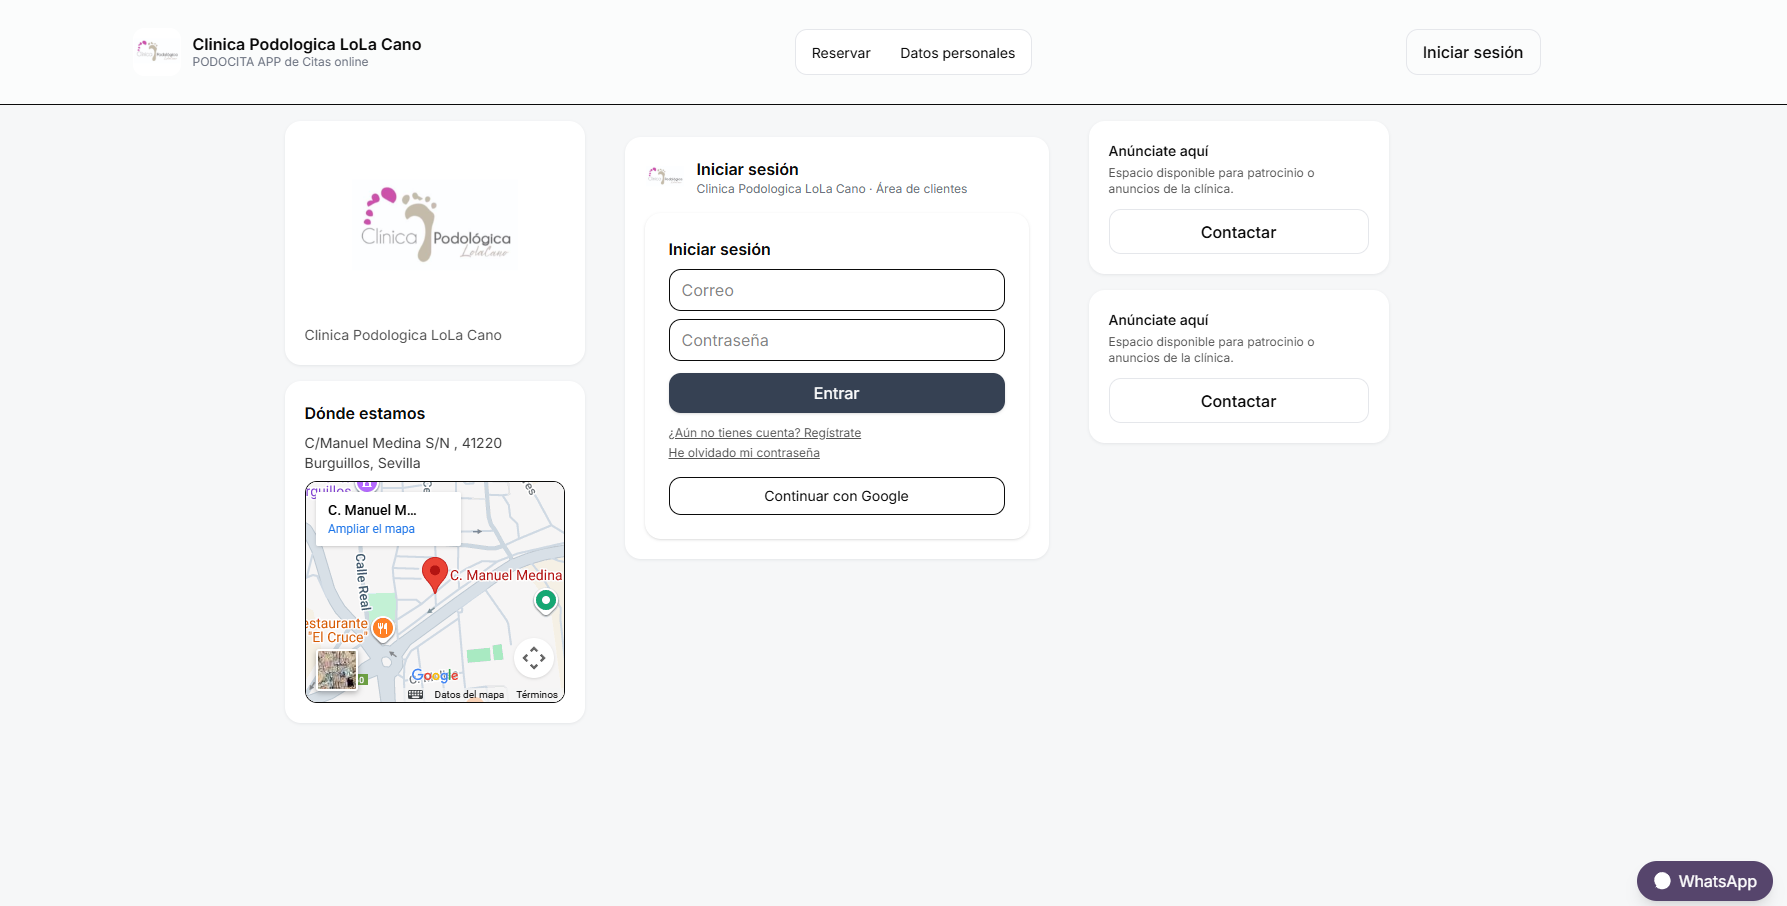 Clinica Podologica LoLa Cano
PODOCITA APP de Citas online
Reservar
Datos personales
Iniciar sesión
Clinica Podológica
LolaCano
Clinica Podologica LoLa Cano
Dónde estamos
C/Manuel Medina S/N , 41220
Burguillos, Sevilla
C. Manuel M...
Ampliar el mapa
Calle Real
C. Manuel Medina
"El Cruce"
Google
Datos del mapa
Términos
Iniciar sesión
Clinica Podologica LoLa Cano · Área de clientes
Iniciar sesión
Correo
Contraseña
Entrar
¿Aún no tienes cuenta? Regístrate
He olvidado mi contraseña
Continuar con Google
Anúnciate aquí
Espacio disponible para patrocinio o
anuncios de la clínica.
Contactar
Anúnciate aquí
Espacio disponible para patrocinio o
anuncios de la clínica.
Contactar
WhatsApp